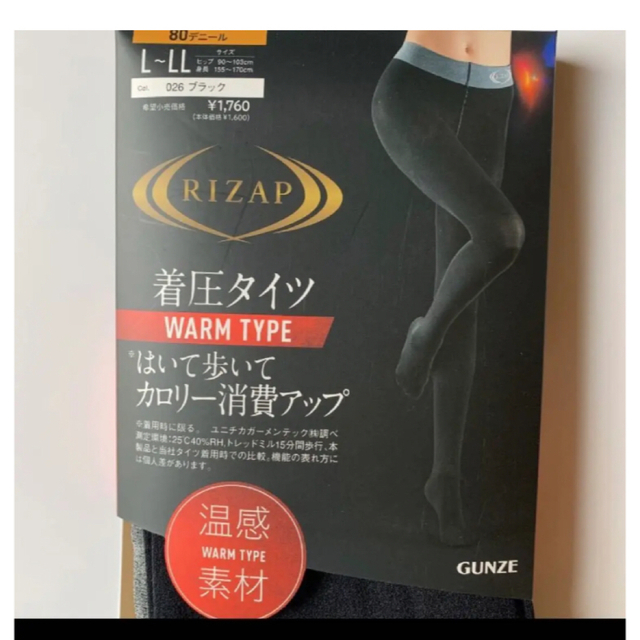 80デニール
L～LL
サイズ
ヒップ 90～103cm
身長 155～170cm
Col. 026 ブラック
希望小売価格 ¥1,760
(本体価格¥1,600)
RIZAP
着圧タイツ
WARM TYPE
※はいて歩いて
カロリー消費アップ
※着用時に限る。 ユニチカガーメンテック㈱調べ
測定環境:25℃40%RH、トレッドミル15分間歩行、本
製品と当社タイツ着用時での比較。機能の表れ方に
は個人差があります。
温感
WARM TYPE
素材
GUNZE